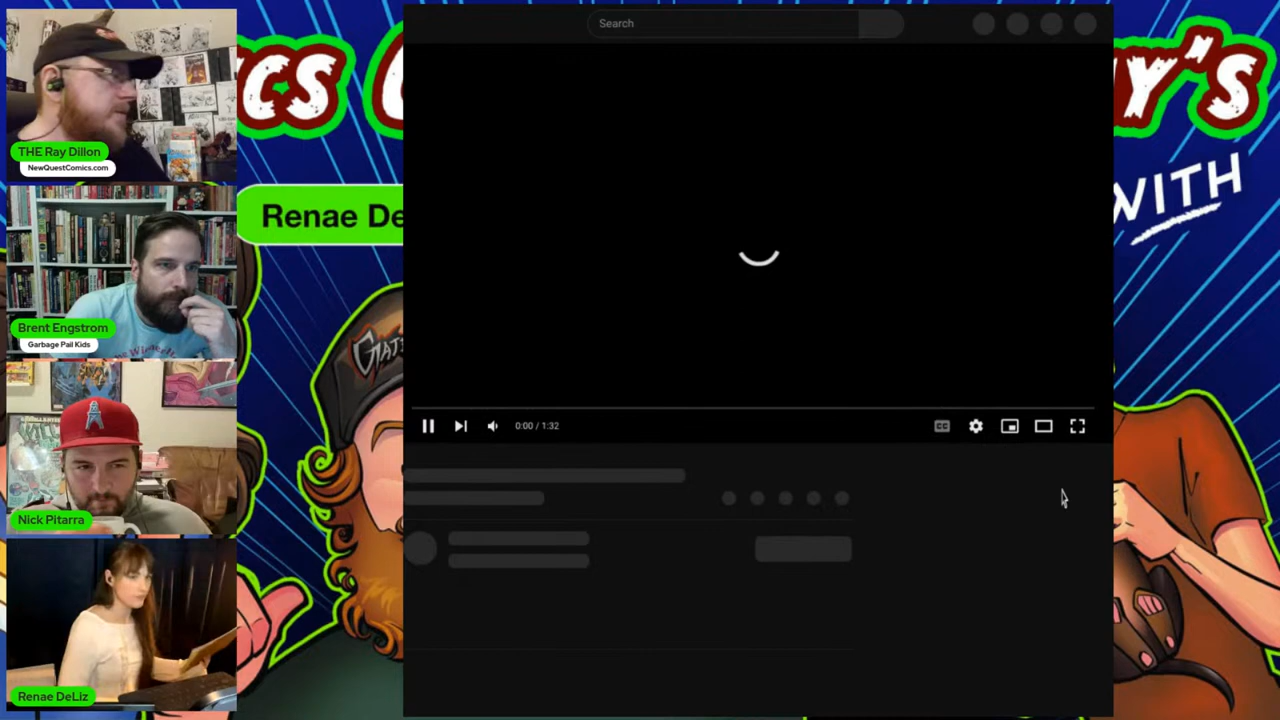 THE Ray Dillon
NewQuestComics.com
Brent Engstrom
Garbage Pail Kids
Nick Pitarra
Renae DeLiz
Renae De
CS
Y'S
WITH
Search
0:00 / 1:32
CC